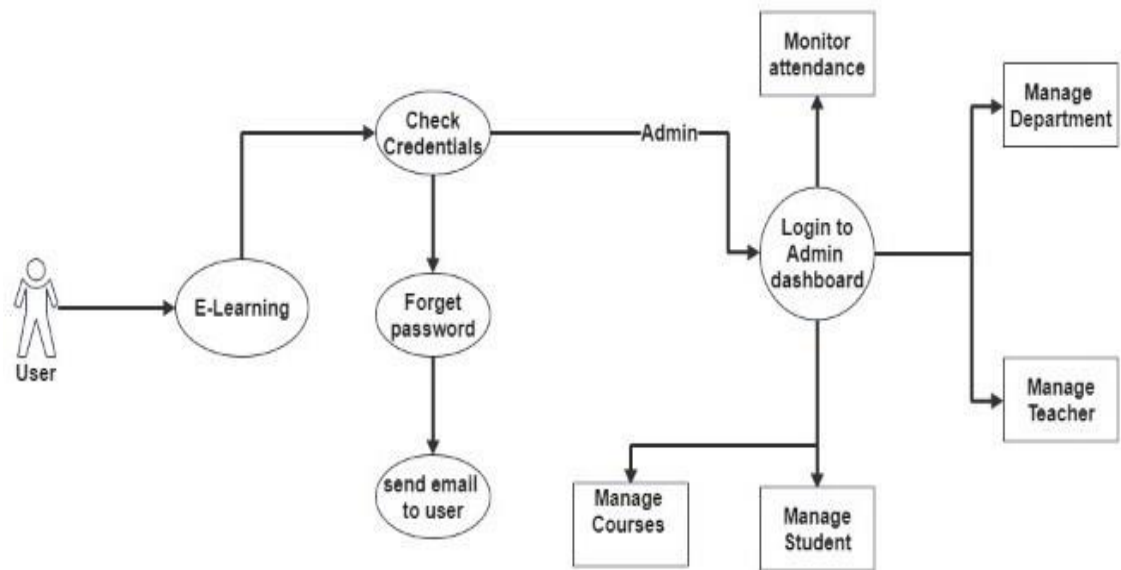 Monitor
attendance
Manage
Department
Check
Credentials
Admin
Login to
Admin
dashboard
E-Learning
Forget
password
User
Manage
Teacher
send email
to user
Manage
Courses
Manage
Student